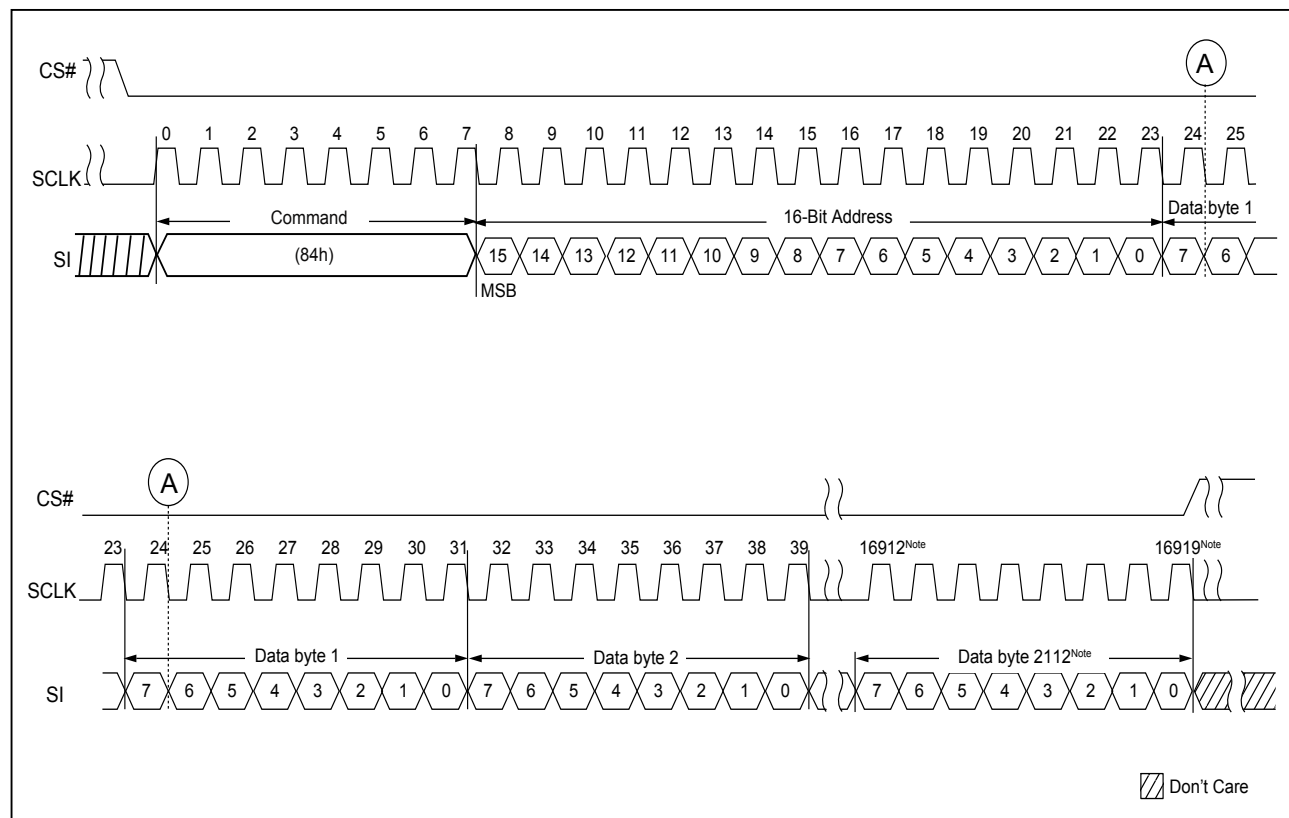 CS#
A
0 1 2 3 4 5 6 7 8 9 10 11 12 13 14 15 16 17 18 19 20 21 22 23 24 25
SCLK
Command 16-Bit Address Data byte 1
SI (84h) 15 14 13 12 11 10 9 8 7 6 5 4 3 2 1 0 7 6
MSB
A
CS#
23 24 25 26 27 28 29 30 31 32 33 34 35 36 37 38 39 16912Note 16919Note
SCLK
Data byte 1 Data byte 2 Data byte 2112Note
SI 7 6 5 4 3 2 1 0 7 6 5 4 3 2 1 0 7 6 5 4 3 2 1 0
Don't Care